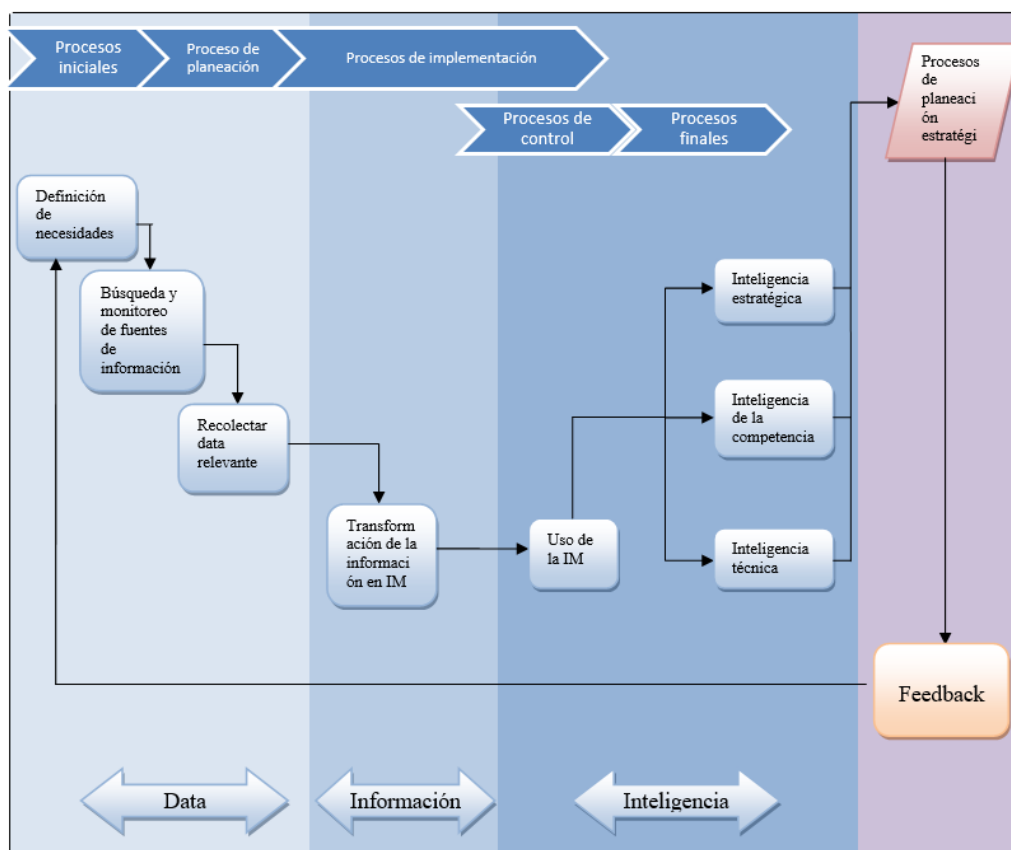 Procesos
iniciales
Proceso de
planeación
Procesos de implementación
Procesos de
control
Procesos
finales
Procesos
de
planeaci
ón
estratégi
Definición
de
necesidades
Búsqueda y
monitoreo
de fuentes
de
información
Recolectar
data
relevante
Transform
ación de la
informaci
ón en IM
Uso de
la IM
Inteligencia
estratégica
Inteligencia
de la
competencia
Inteligencia
técnica
Feedback
Data
Información
Inteligencia